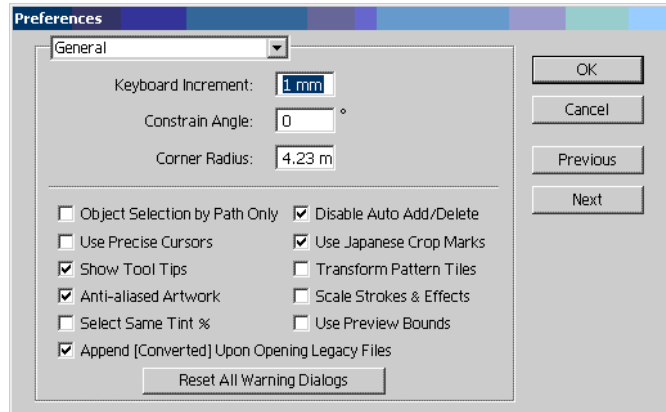 Preferences
General
Keyboard Increment: 1 mm
Constrain Angle: 0 °
Corner Radius: 4.23 m
OK
Cancel
Previous
Next
Object Selection by Path Only
Disable Auto Add/Delete
Use Precise Cursors
Use Japanese Crop Marks
Show Tool Tips
Transform Pattern Tiles
Anti-aliased Artwork
Scale Strokes & Effects
Select Same Tint %
Use Preview Bounds
Append [Converted] Upon Opening Legacy Files
Reset All Warning Dialogs